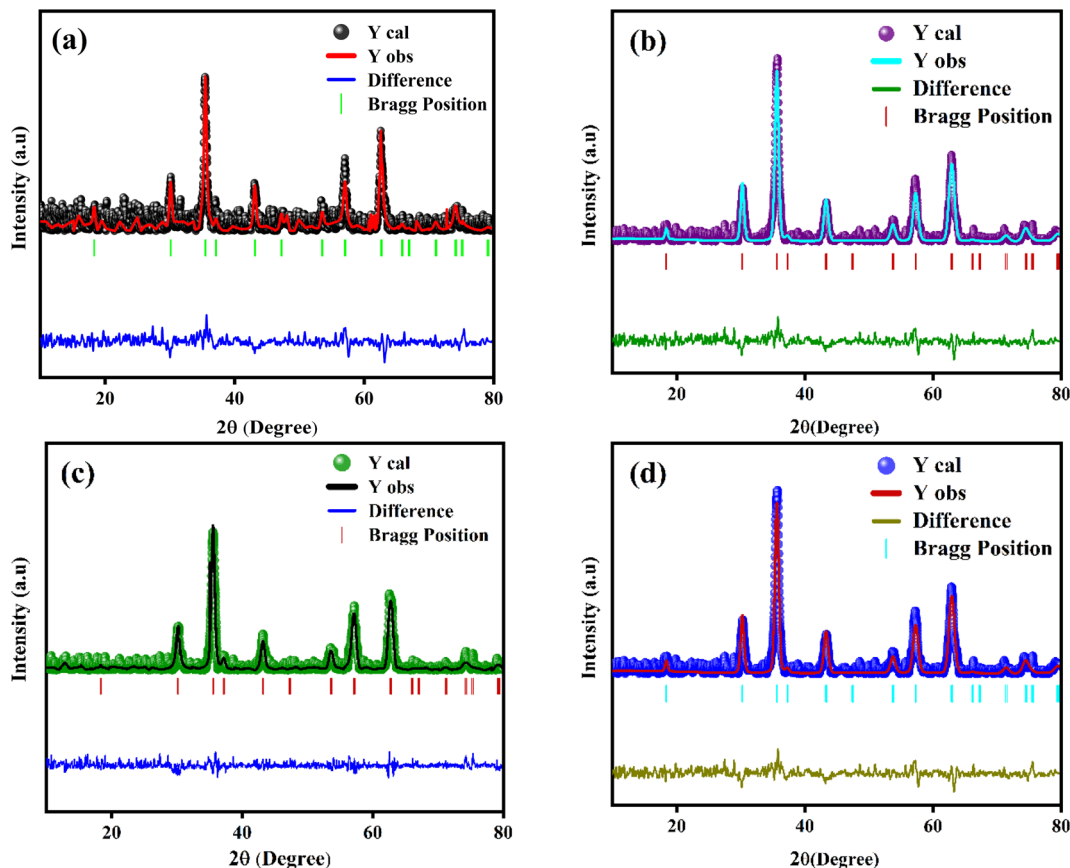 (a)
Y cal
Y obs
Difference
Bragg Position
Intensity (a.u)
20
40
60
80
2θ (Degree)
(b)
Y cal
Y obs
Difference
Bragg Position
Intensity (a.u)
20
40
60
80
2θ(Degree)
(c)
Y cal
Y obs
Difference
Bragg Position
Intensity (a.u)
20
40
60
80
2θ (Degree)
(d)
Y cal
Y obs
Difference
Bragg Position
Intensity (a.u)
20
40
60
80
2θ(Degree)